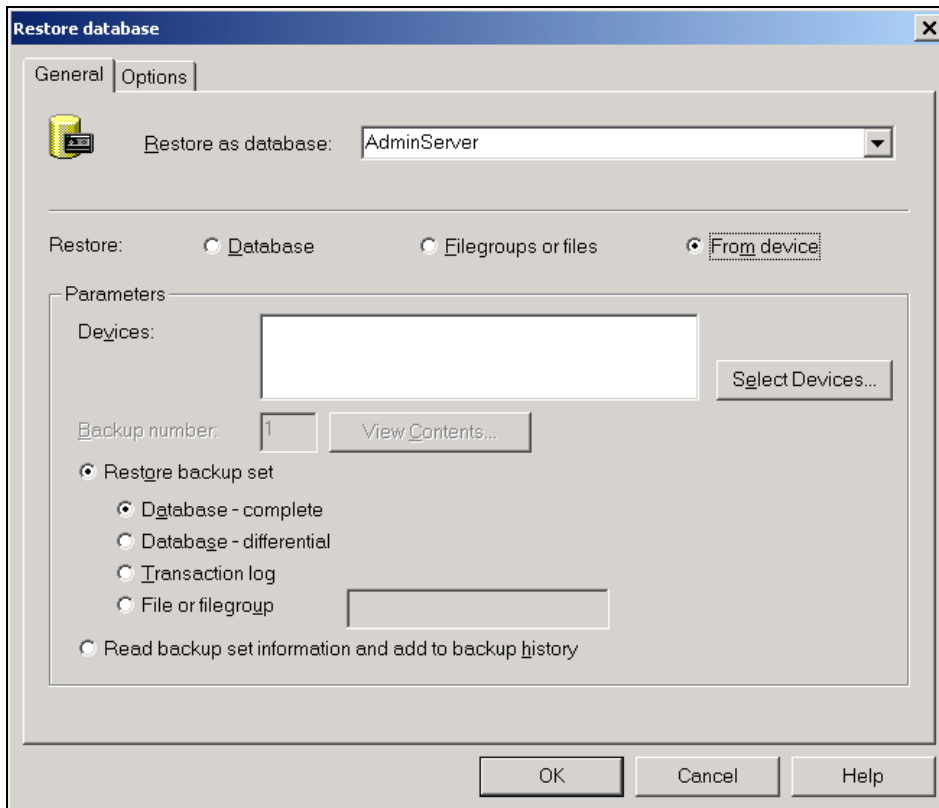 Restore database
General Options
Restore as database: AdminServer
Restore: Database Filegroups or files From device
Parameters
Devices:
Select Devices...
Backup number: 1 View Contents...
Restore backup set
Database - complete
Database - differential
Transaction log
File or filegroup
Read backup set information and add to backup history
OK Cancel Help